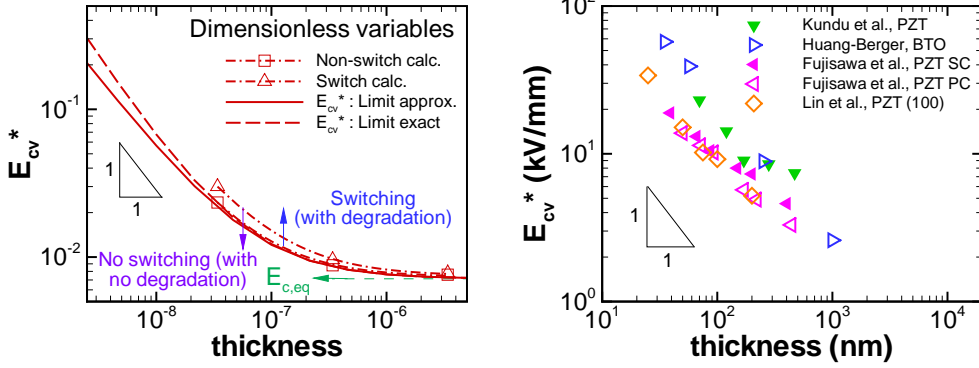 Dimensionless variables
Non-switch calc.
Switch calc.
E_cv* : Limit approx.
E_cv* : Limit exact
10^-1
10^-2
E_cv*
1
1
Switching
(with degradation)
No switching (with
no degradation)
E_c,eq
10^-8
10^-7
10^-6
thickness
10^2
10^1
10^0
E_cv* (kV/mm)
Kundu et al., PZT
Huang-Berger, BTO
Fujisawa et al., PZT SC
Fujisawa et al., PZT PC
Lin et al., PZT (100)
1
1
10^1
10^2
10^3
10^4
thickness (nm)